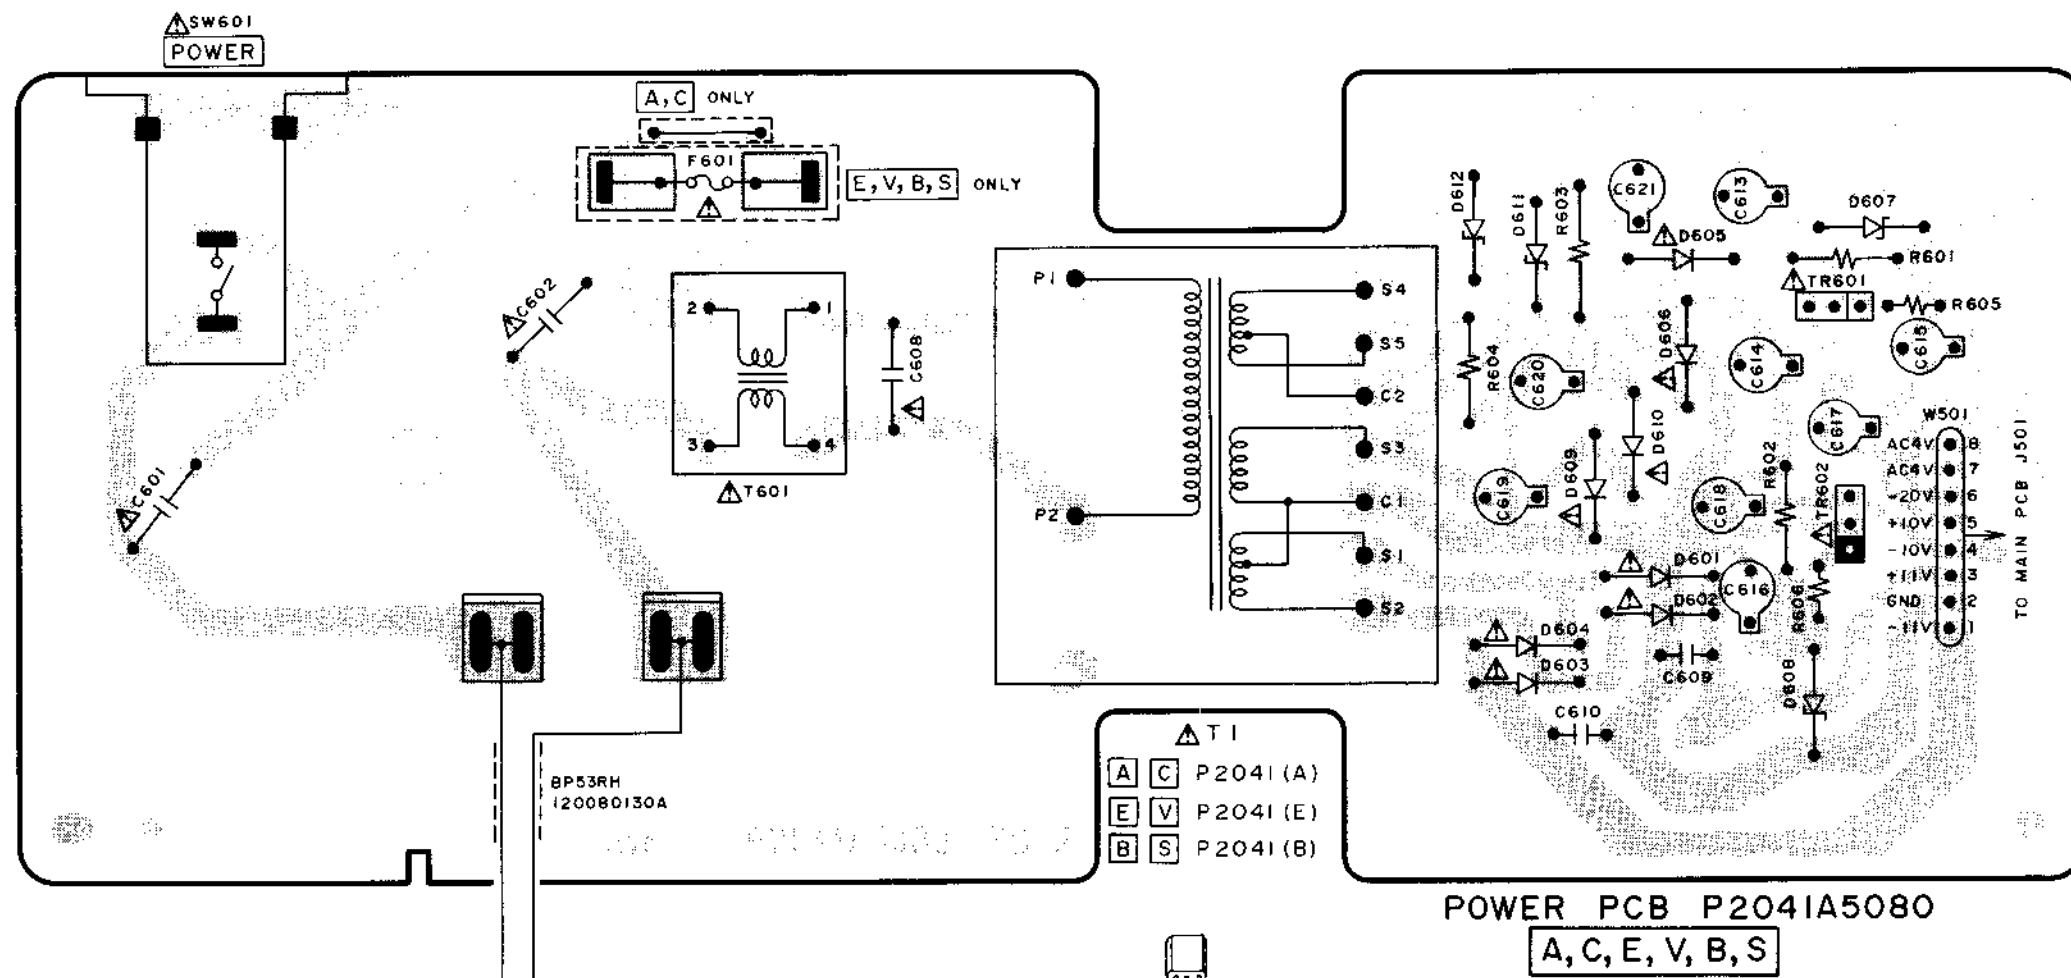 SW601
POWER
A, C ONLY
F601
E, V, B, S ONLY
C602
2 1
3 4
T601
C608
C601
BP53RH
120080130A
P1
P2
S4
S5
C2
S3
C1
S1
S2
T1
A C P2041(A)
E V P2041(E)
B S P2041(B)
D612
D611
R603
C621
C613
D607
D605
R601
TR601
R605
D606
R604
C620
C614
C615
D610
C617
W501
R602
D609
C619
C618
TR602
AC4V 8
AC4V 7
-20V 6
+10V 5
-10V 4
+11V 3
GND 2
-11V 1
TO MAIN PCB J501
D601
D602
C616
R606
D604
D603
C609
D608
C610
POWER PCB P2041A5080
A, C, E, V, B, S